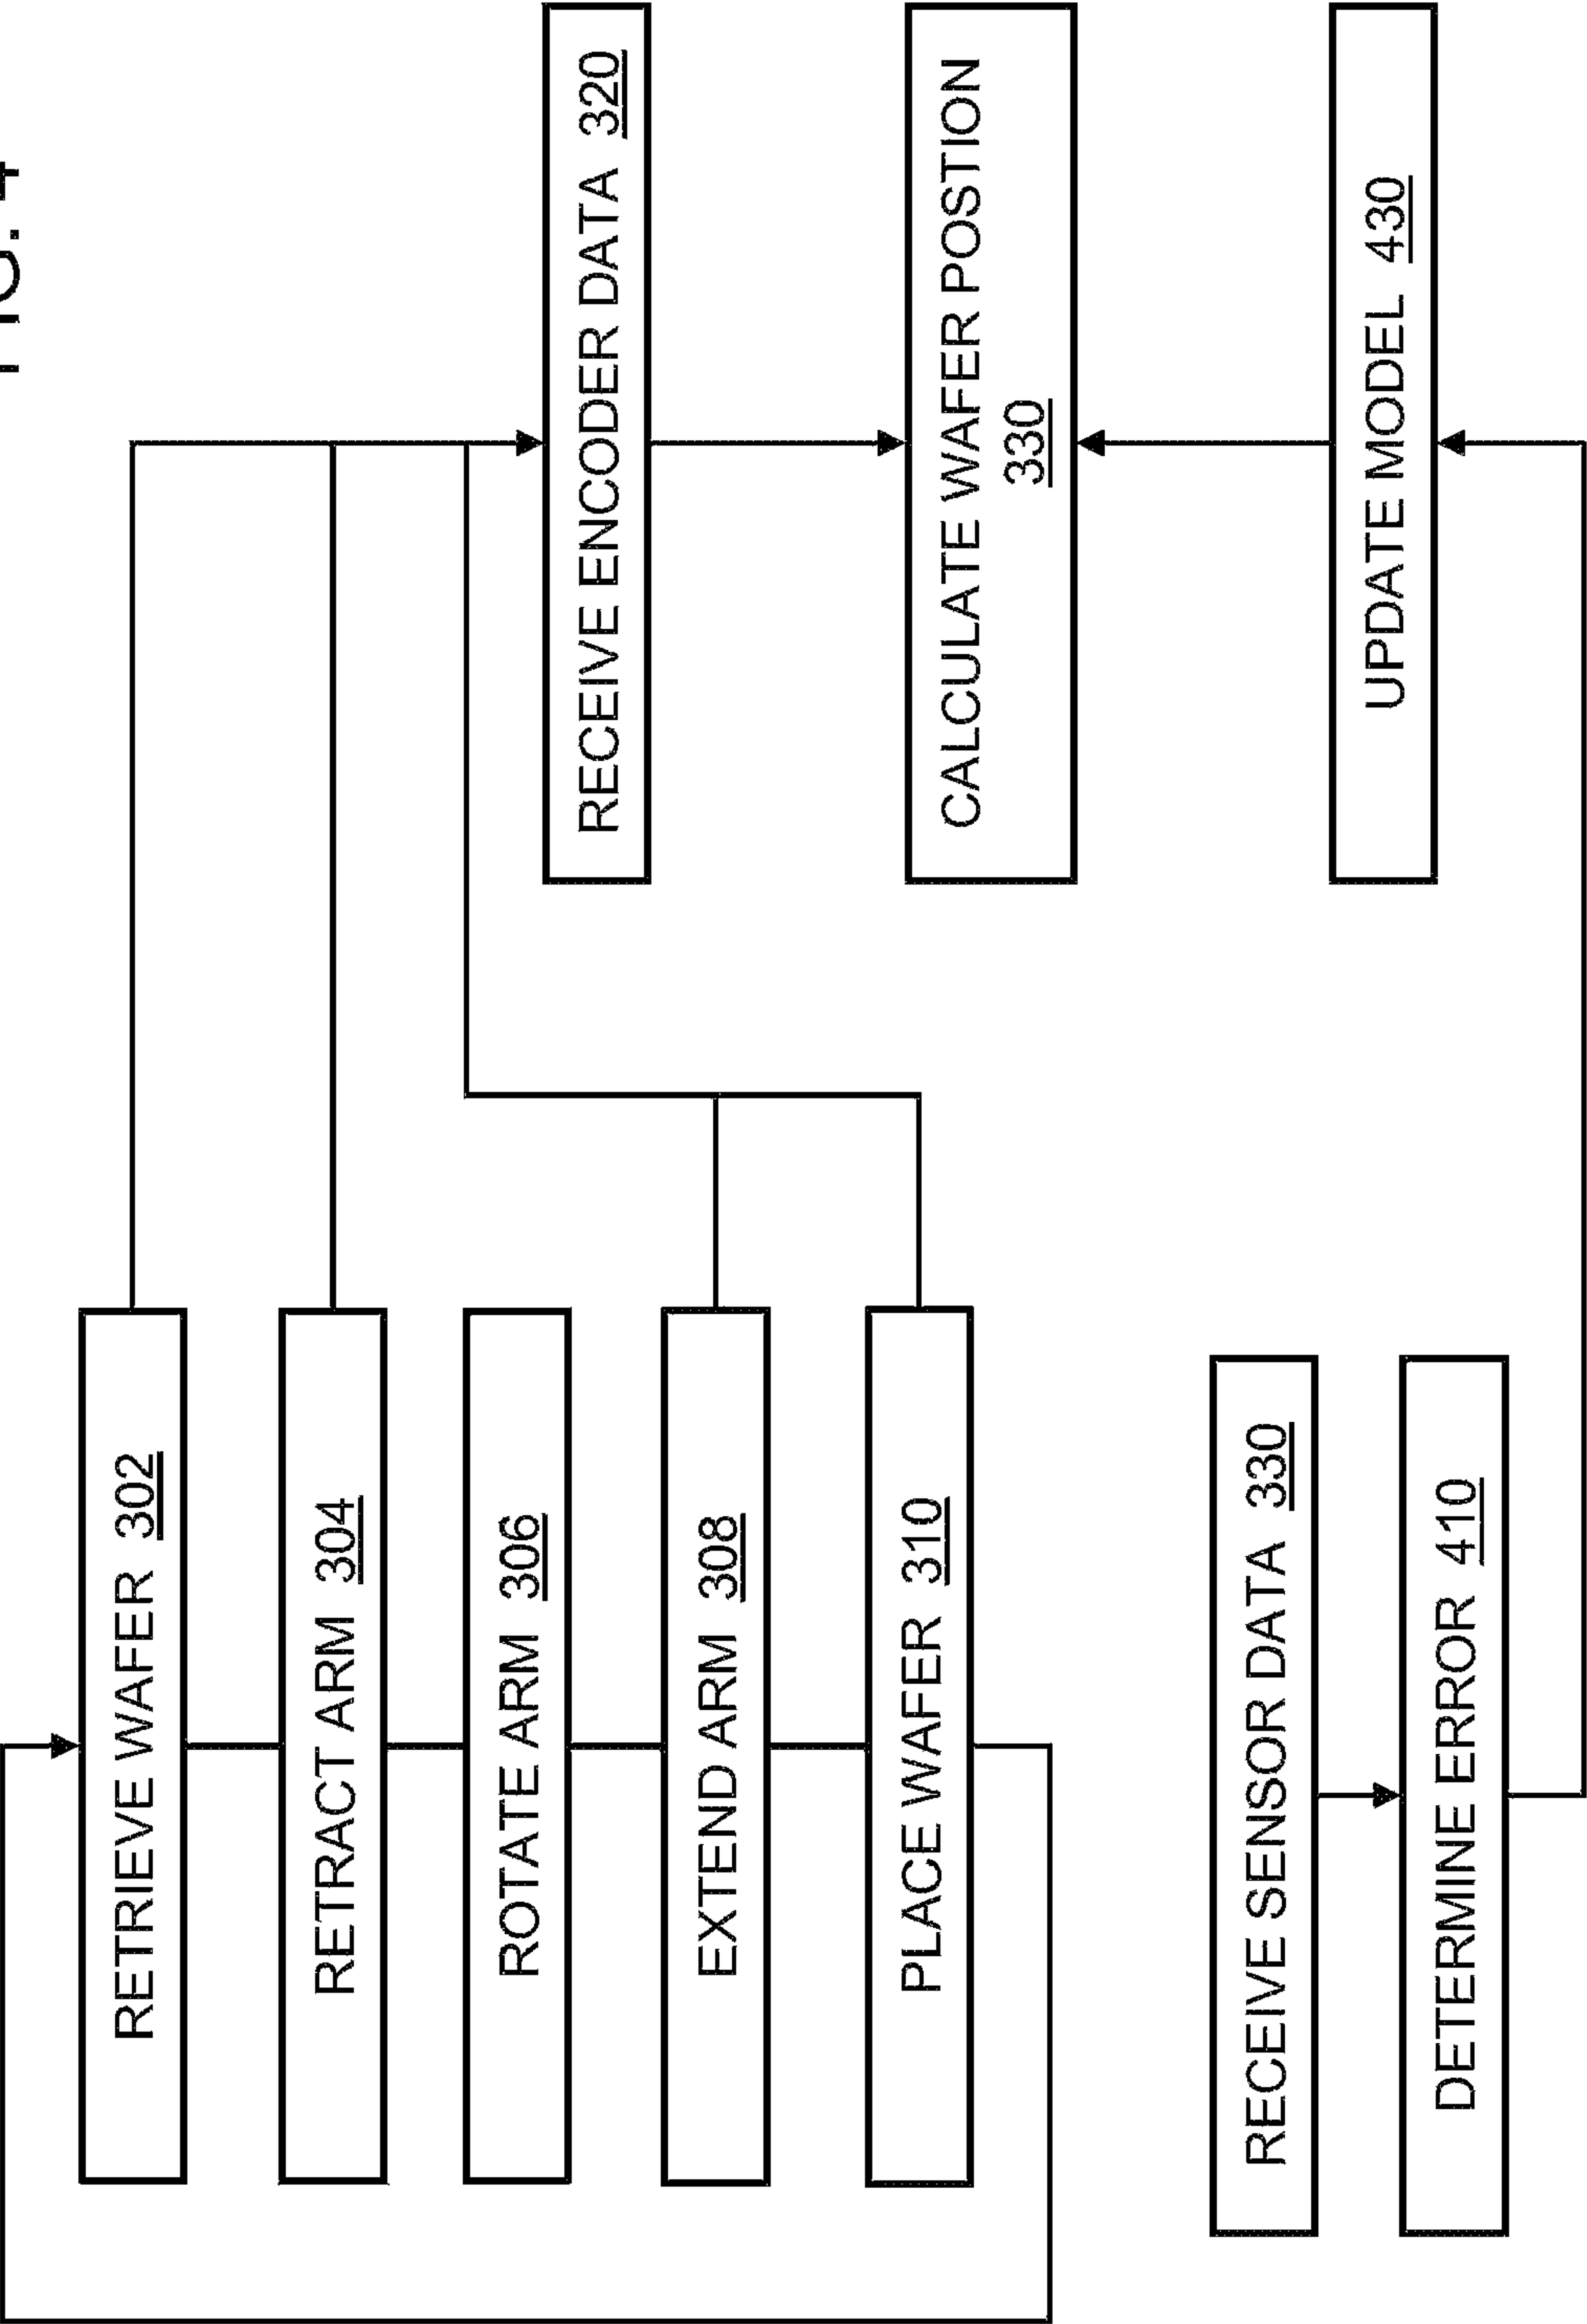 FIG. 4
RETRIEVE WAFER 302
RETRACT ARM 304
ROTATE ARM 306
EXTEND ARM 308
PLACE WAFER 310
RECEIVE SENSOR DATA 330
DETERMINE ERROR 410
RECEIVE ENCODER DATA 320
CALCULATE WAFER POSTION
330
UPDATE MODEL 430